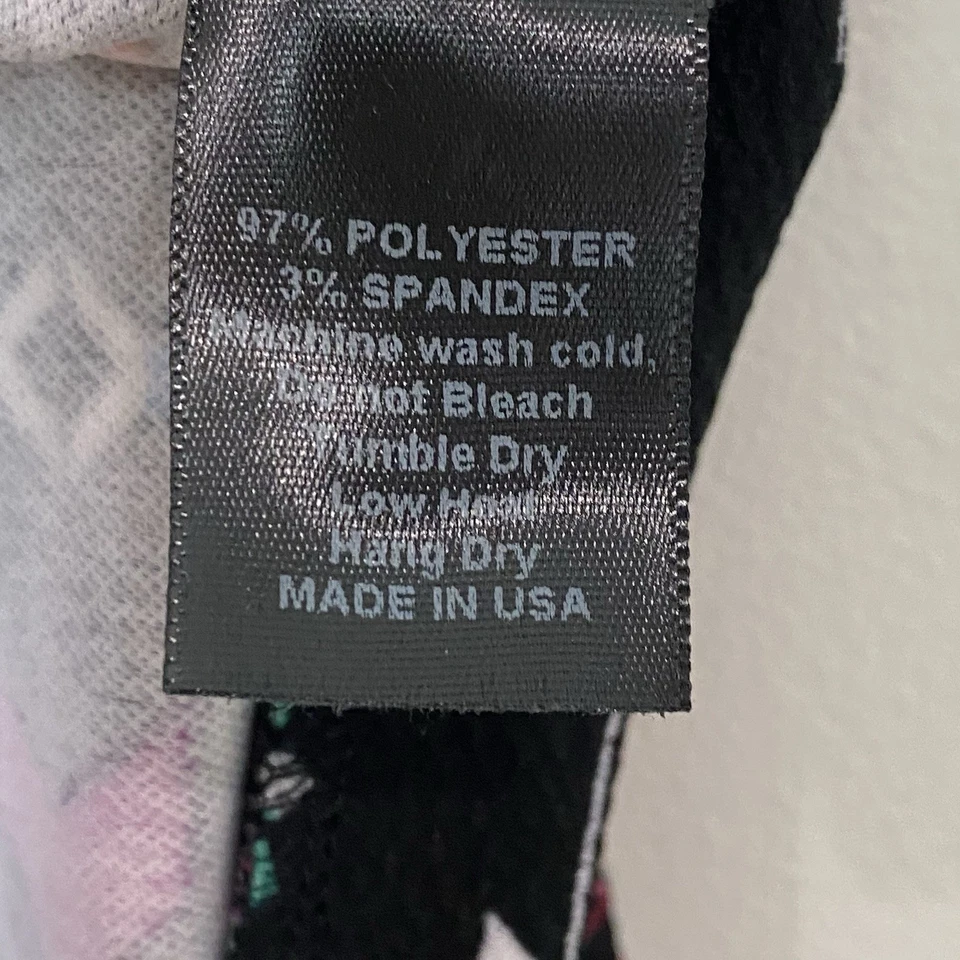 97% POLYESTER
3% SPANDEX
Machine wash cold,
Do not Bleach
Tumble Dry
Low Heat
Hang Dry
MADE IN USA